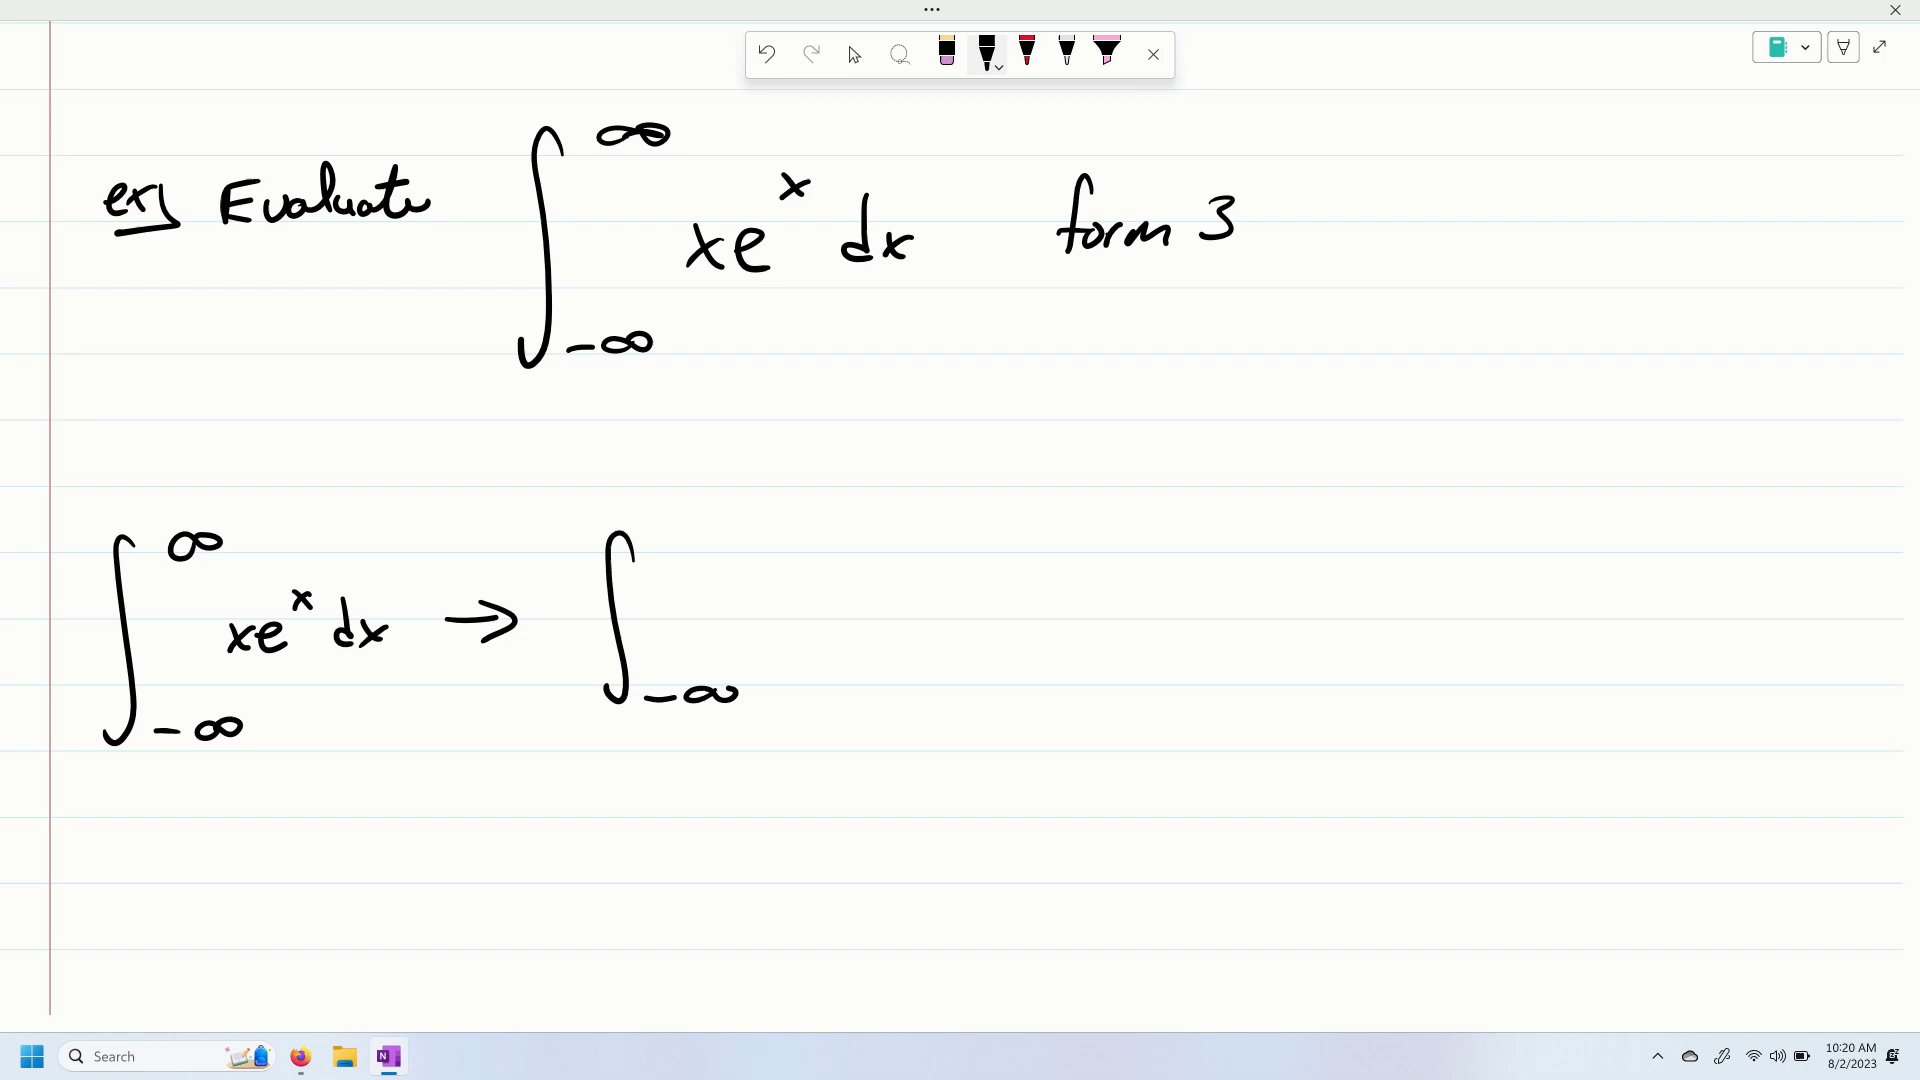 ex) Evaluate ∫_{-∞}^{∞} xe^x dx form 3
∫_{-∞}^{∞} xe^x dx → ∫_{-∞}
Search
10:20 AM
8/2/2023